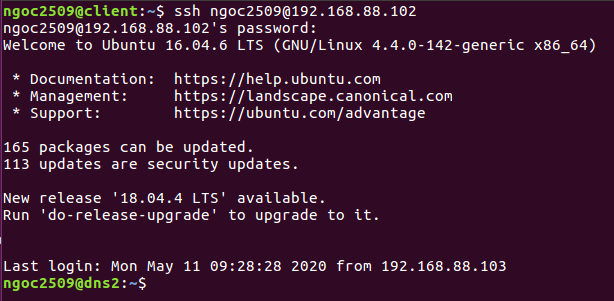 ngoc2509@client:~$ ssh ngoc2509@192.168.88.102
ngoc2509@192.168.88.102's password:
Welcome to Ubuntu 16.04.6 LTS (GNU/Linux 4.4.0-142-generic x86_64)
* Documentation:  https://help.ubuntu.com
* Management:     https://landscape.canonical.com
* Support:        https://ubuntu.com/advantage
165 packages can be updated.
113 updates are security updates.
New release '18.04.4 LTS' available.
Run 'do-release-upgrade' to upgrade to it.
Last login: Mon May 11 09:28:28 2020 from 192.168.88.103
ngoc2509@dns2:~$